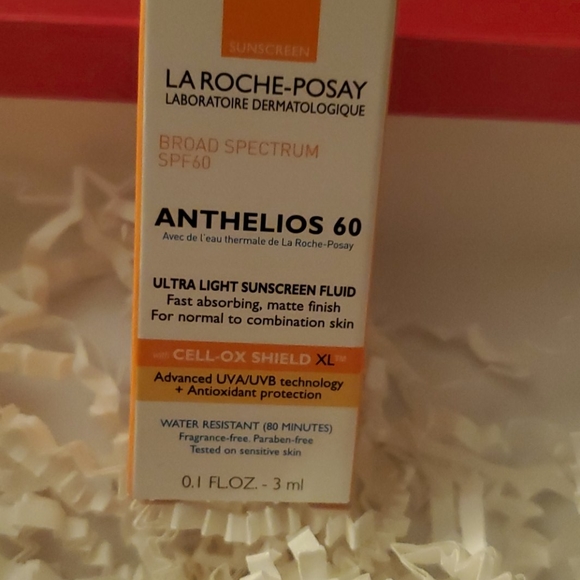 SUNSCREEN
LA ROCHE-POSAY
LABORATOIRE DERMATOLOGIQUE
BROAD SPECTRUM
SPF60
ANTHELIOS 60
Avec de l'eau thermale de La Roche-Posay
ULTRA LIGHT SUNSCREEN FLUID
Fast absorbing, matte finish
For normal to combination skin
with CELL-OX SHIELD XL™
Advanced UVA/UVB technology
+ Antioxidant protection
WATER RESISTANT (80 MINUTES)
Fragrance-free. Paraben-free
Tested on sensitive skin
0.1 FL.OZ. - 3 ml